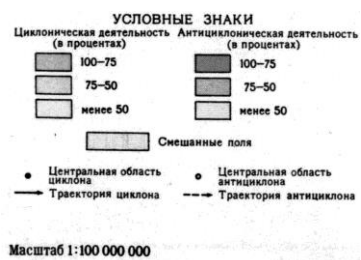 УСЛОВНЫЕ ЗНАКИ
Циклоническая деятельность Антициклоническая деятельность
(в процентах) (в процентах)
100—75 100—75
75—50 75—50
менее 50 менее 50
Смешанные поля
Центральная область циклона Центральная область антициклона
Траектория циклона Траектория антициклона
Масштаб 1:100 000 000